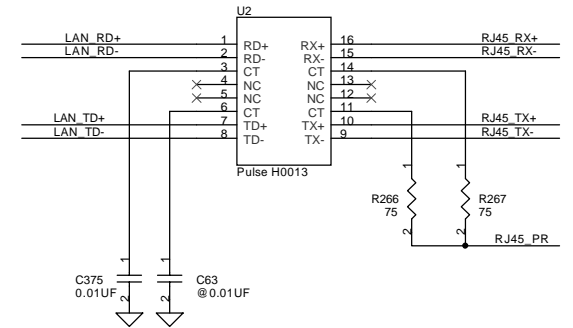 U2
LAN_RD+ 1 RD+ RX+ 16 RJ45_RX+
LAN_RD- 2 RD- RX- 15 RJ45_RX-
3 CT CT 14
4 NC NC 13
5 NC NC 12
6 CT CT 11
LAN_TD+ 7 TD+ TX+ 10 RJ45_TX+
LAN_TD- 8 TD- TX- 9 RJ45_TX-
Pulse H0013
1 1
R266 R267
75 75
2 2
RJ45_PR
1 1
C375 C63
0.01UF @0.01UF
2 2